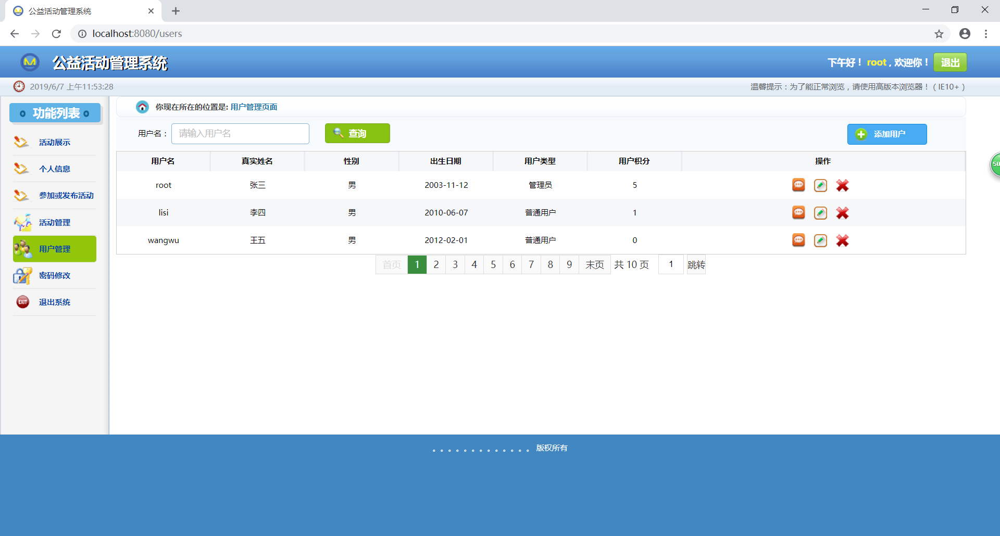 公益活动管理系统
localhost:8080/users
公益活动管理系统
下午好！ root，欢迎你！ 退出
2019/6/7 上午11:53:28
温馨提示：为了能正常浏览，请使用高版本浏览器！（IE10+）
功能列表
活动展示
个人信息
参加或发布活动
活动管理
用户管理
密码修改
EXIT 退出系统
你现在所在的位置是: 用户管理页面
用户名： 请输入用户名 查询 添加用户
用户名 真实姓名 性别 出生日期 用户类型 用户积分 操作
root 张三 男 2003-11-12 管理员 5
lisi 李四 男 2010-06-07 普通用户 1
wangwu 王五 男 2012-02-01 普通用户 0
首页 1 2 3 4 5 6 7 8 9 末页 共 10 页 1 跳转
50
。。。。。。。。。。。。。 版权所有